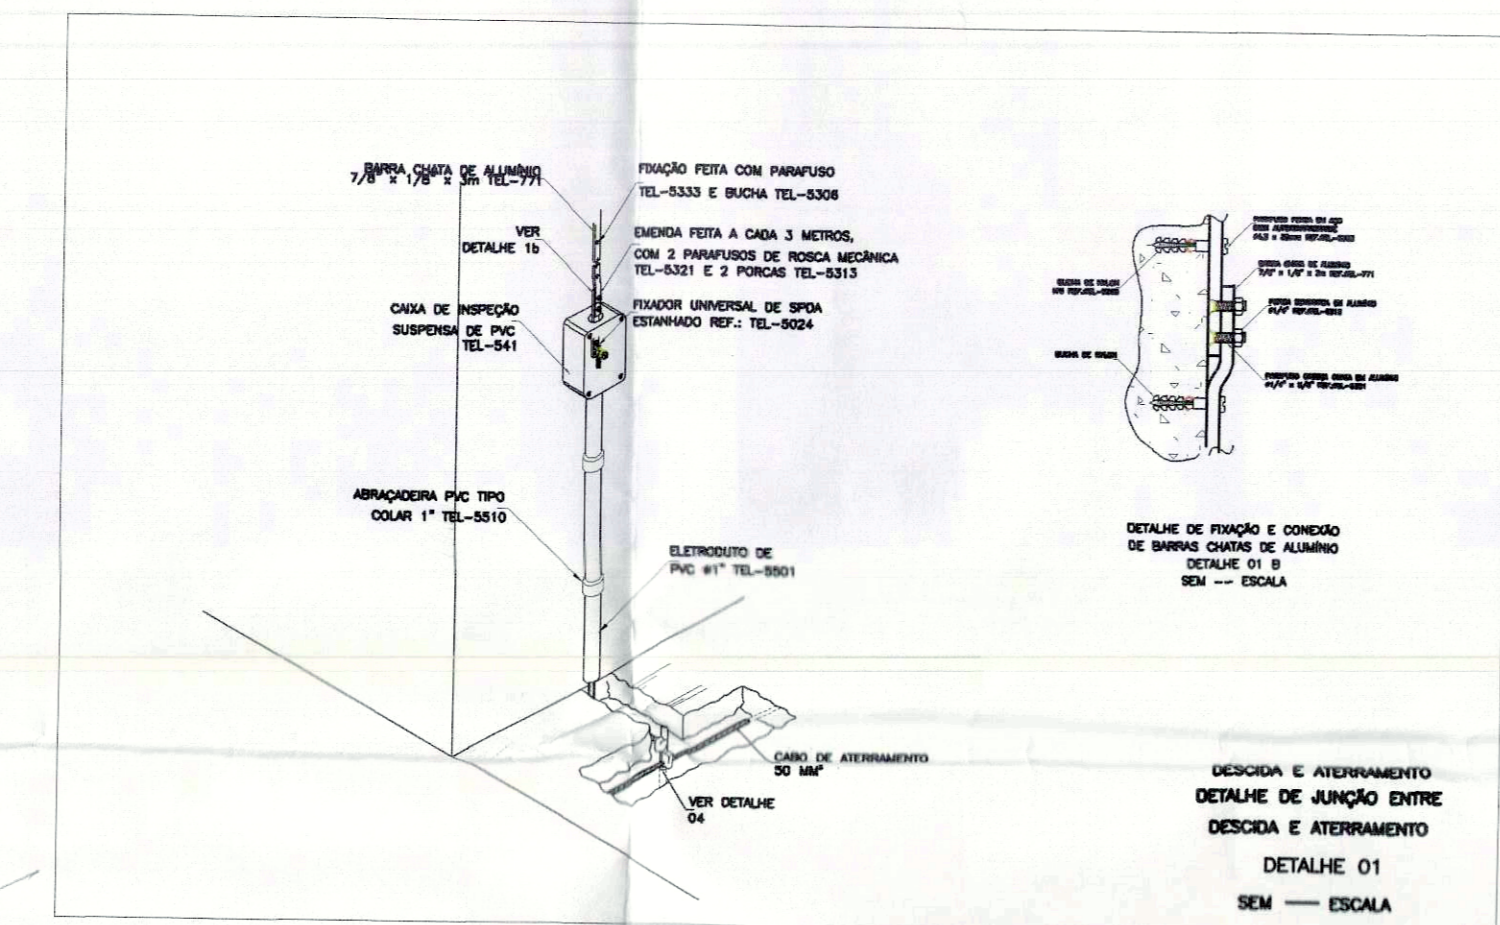 BARRA CHATA DE ALUMÍNIO
7/8" x 1/8" x 3m TEL-771
FIXAÇÃO FEITA COM PARAFUSO
TEL-5333 E BUCHA TEL-5306
VER
DETALHE 1b
EMENDA FEITA A CADA 3 METROS,
COM 2 PARAFUSOS DE ROSCA MECÂNICA
TEL-5321 E 2 PORCAS TEL-5313
CAIXA DE INSPEÇÃO
SUSPENSA DE PVC
TEL-541
FIXADOR UNIVERSAL DE SPDA
ESTANHADO REF.: TEL-5024
ABRAÇADEIRA PVC TIPO
COLAR 1" TEL-5510
ELETRODUTO DE
PVC ø1" TEL-5501
CABO DE ATERRAMENTO
50 MM²
VER DETALHE
04
BUCHA DE NYLON
DETALHE DE FIXAÇÃO E CONEXÃO
DE BARRAS CHATAS DE ALUMÍNIO
DETALHE 01 B
SEM -- ESCALA
DESCIDA E ATERRAMENTO
DETALHE DE JUNÇÃO ENTRE
DESCIDA E ATERRAMENTO
DETALHE 01
SEM — ESCALA